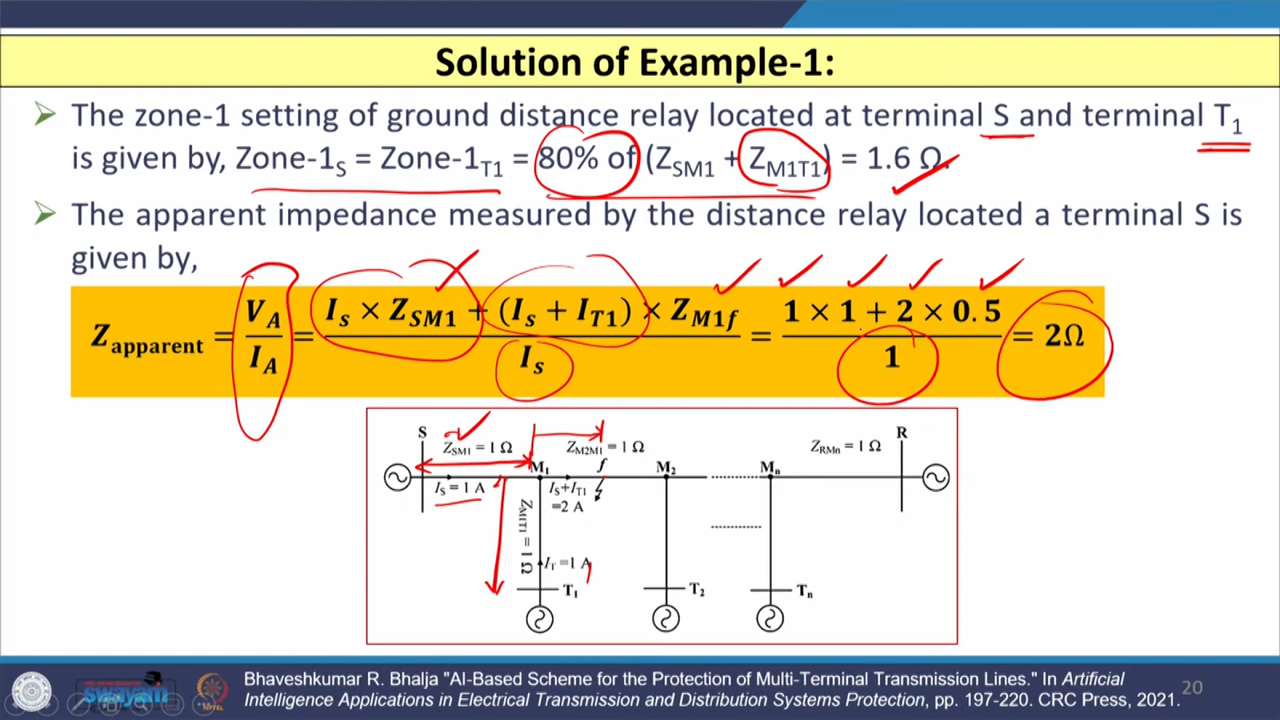 Solution of Example-1:
The zone-1 setting of ground distance relay located at terminal S and terminal T1
is given by, Zone-1S = Zone-1T1 = 80% of (ZSM1 + ZM1T1) = 1.6 Ω.
The apparent impedance measured by the distance relay located a terminal S is
given by,
Zapparent = VA / IA = (Is × ZSM1 + (Is + IT1) × ZM1f) / Is = (1 × 1 + 2 × 0.5) / 1 = 2Ω
S
ZSM1 = 1 Ω
ZM2M1 = 1 Ω
ZRMn = 1 Ω
R
M1
f
M2
Mn
IS = 1 A
IS+IT1
=2 A
ZM1T1 = 1 Ω
IT =1 A
T1
T2
Tn
Bhaveshkumar R. Bhalja "AI-Based Scheme for the Protection of Multi-Terminal Transmission Lines." In Artificial
Intelligence Applications in Electrical Transmission and Distribution Systems Protection, pp. 197-220. CRC Press, 2021.
20
swayam